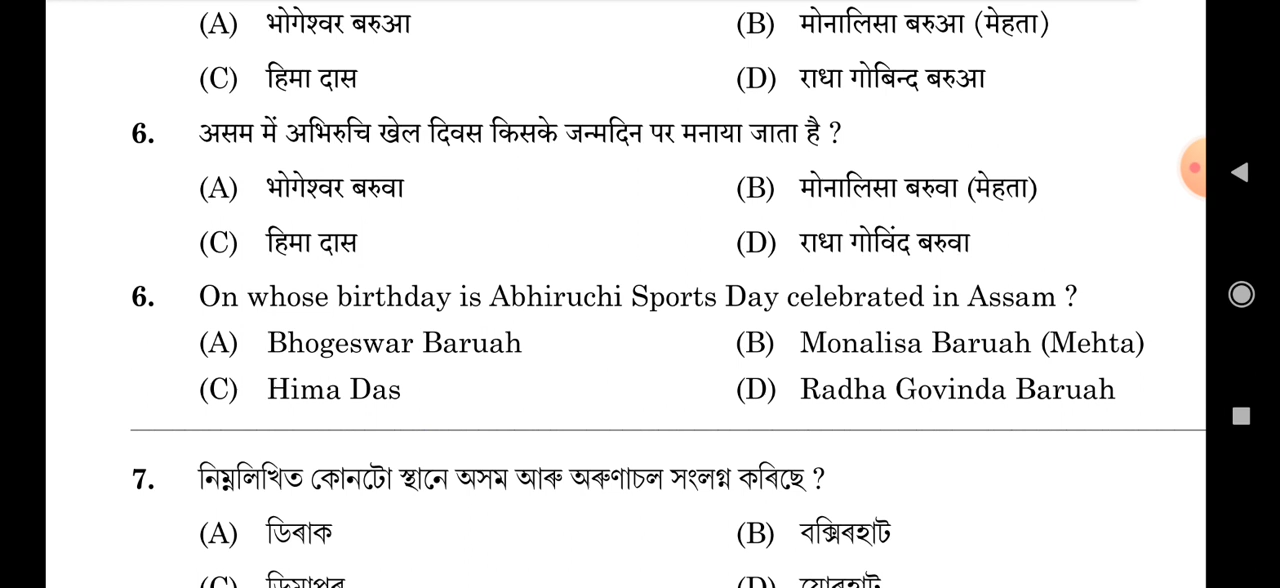 (A) भोगेश्वर बरुआ (B) मोनालिसा बरुआ (मेहता)
(C) हिमा दास (D) राधा गोबिन्द बरुआ
6. असम में अभिरुचि खेल दिवस किसके जन्मदिन पर मनाया जाता है ?
(A) भोगेश्वर बरुवा (B) मोनालिसा बरुवा (मेहता)
(C) हिमा दास (D) राधा गोविंद बरुवा
6. On whose birthday is Abhiruchi Sports Day celebrated in Assam ?
(A) Bhogeswar Baruah (B) Monalisa Baruah (Mehta)
(C) Hima Das (D) Radha Govinda Baruah
7. নিম্নলিখিত কোনটো স্থানে অসম আৰু অৰুণাচল সংলগ্ন কৰিছে ?
(A) ডিৰাক (B) বক্সিৰহাট
(C) ডিমাপুৰ (D) যোৰহাট